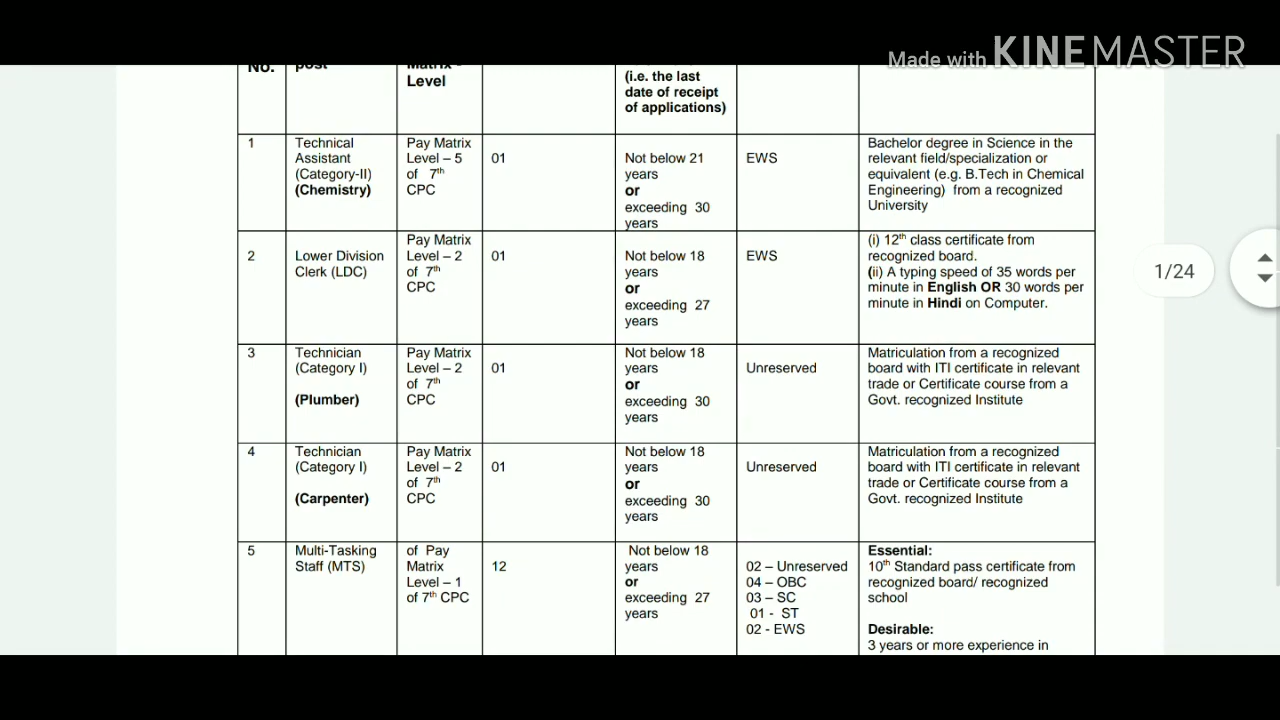 Made with KINEMASTER
No.
post
Matrix -
Level
(i.e. the last
date of receipt
of applications)
1
Technical
Assistant
(Category-II)
(Chemistry)
Pay Matrix
Level – 5
of 7th
CPC
01
Not below 21
years
or
exceeding 30
years
EWS
Bachelor degree in Science in the
relevant field/specialization or
equivalent (e.g. B.Tech in Chemical
Engineering) from a recognized
University
2
Lower Division
Clerk (LDC)
Pay Matrix
Level – 2
of 7th
CPC
01
Not below 18
years
or
exceeding 27
years
EWS
(i) 12th class certificate from
recognized board.
(ii) A typing speed of 35 words per
minute in English OR 30 words per
minute in Hindi on Computer.
1/24
3
Technician
(Category I)
(Plumber)
Pay Matrix
Level – 2
of 7th
CPC
01
Not below 18
years
or
exceeding 30
years
Unreserved
Matriculation from a recognized
board with ITI certificate in relevant
trade or Certificate course from a
Govt. recognized Institute
4
Technician
(Category I)
(Carpenter)
Pay Matrix
Level – 2
of 7th
CPC
01
Not below 18
years
or
exceeding 30
years
Unreserved
Matriculation from a recognized
board with ITI certificate in relevant
trade or Certificate course from a
Govt. recognized Institute
5
Multi-Tasking
Staff (MTS)
of Pay
Matrix
Level – 1
of 7th CPC
12
Not below 18
years
or
exceeding 27
years
02 – Unreserved
04 – OBC
03 – SC
01 - ST
02 - EWS
Essential:
10th Standard pass certificate from
recognized board/ recognized
school
Desirable:
3 years or more experience in